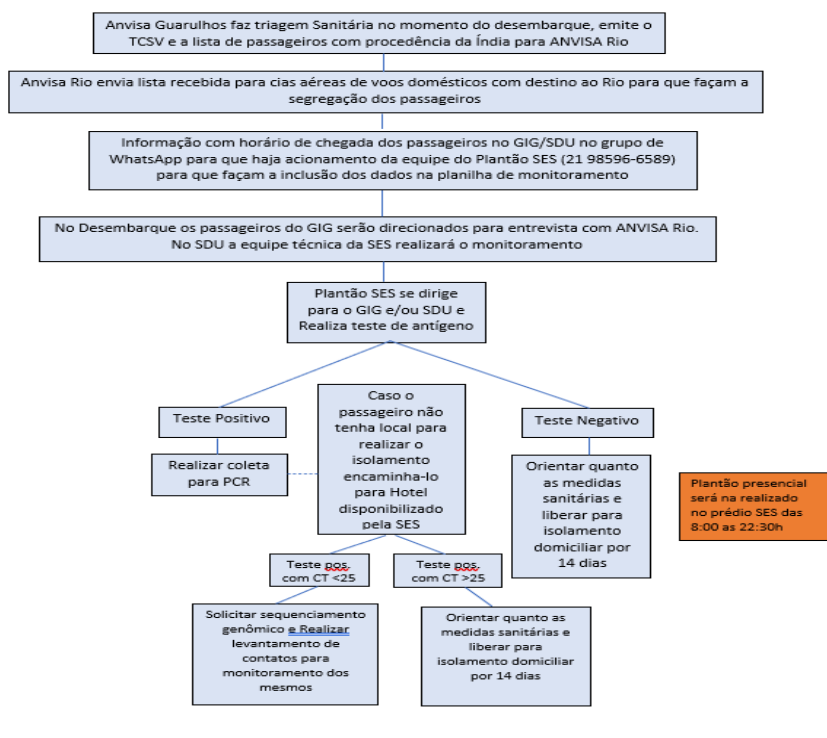 Anvisa Guarulhos faz triagem Sanitária no momento do desembarque, emite o
TCSV e a lista de passageiros com procedência da Índia para ANVISA Rio
Anvisa Rio envia lista recebida para cias aéreas de voos domésticos com destino ao Rio para que façam a
segregação dos passageiros
Informação com horário de chegada dos passageiros no GIG/SDU no grupo de
WhatsApp para que haja acionamento da equipe do Plantão SES (21 98596-6589)
para que façam a inclusão dos dados na planilha de monitoramento
No Desembarque os passageiros do GIG serão direcionados para entrevista com ANVISA Rio.
No SDU a equipe técnica da SES realizará o monitoramento
Plantão SES se dirige
para o GIG e/ou SDU e
Realiza teste de antígeno
Teste Positivo
Realizar coleta
para PCR
Caso o
passageiro não
tenha local para
realizar o
isolamento
encaminha-lo
para Hotel
disponibilizado
pela SES
Teste Negativo
Orientar quanto
as medidas
sanitárias e
liberar para
isolamento
domiciliar por
14 dias
Plantão presencial
será na realizado
no prédio SES das
8:00 as 22:30h
Teste pos.
com CT <25
Teste pos.
com CT >25
Solicitar sequenciamento
genômico e Realizar
levantamento de
contatos para
monitoramento dos
mesmos
Orientar quanto as
medidas sanitárias e
liberar para
isolamento domiciliar
por 14 dias